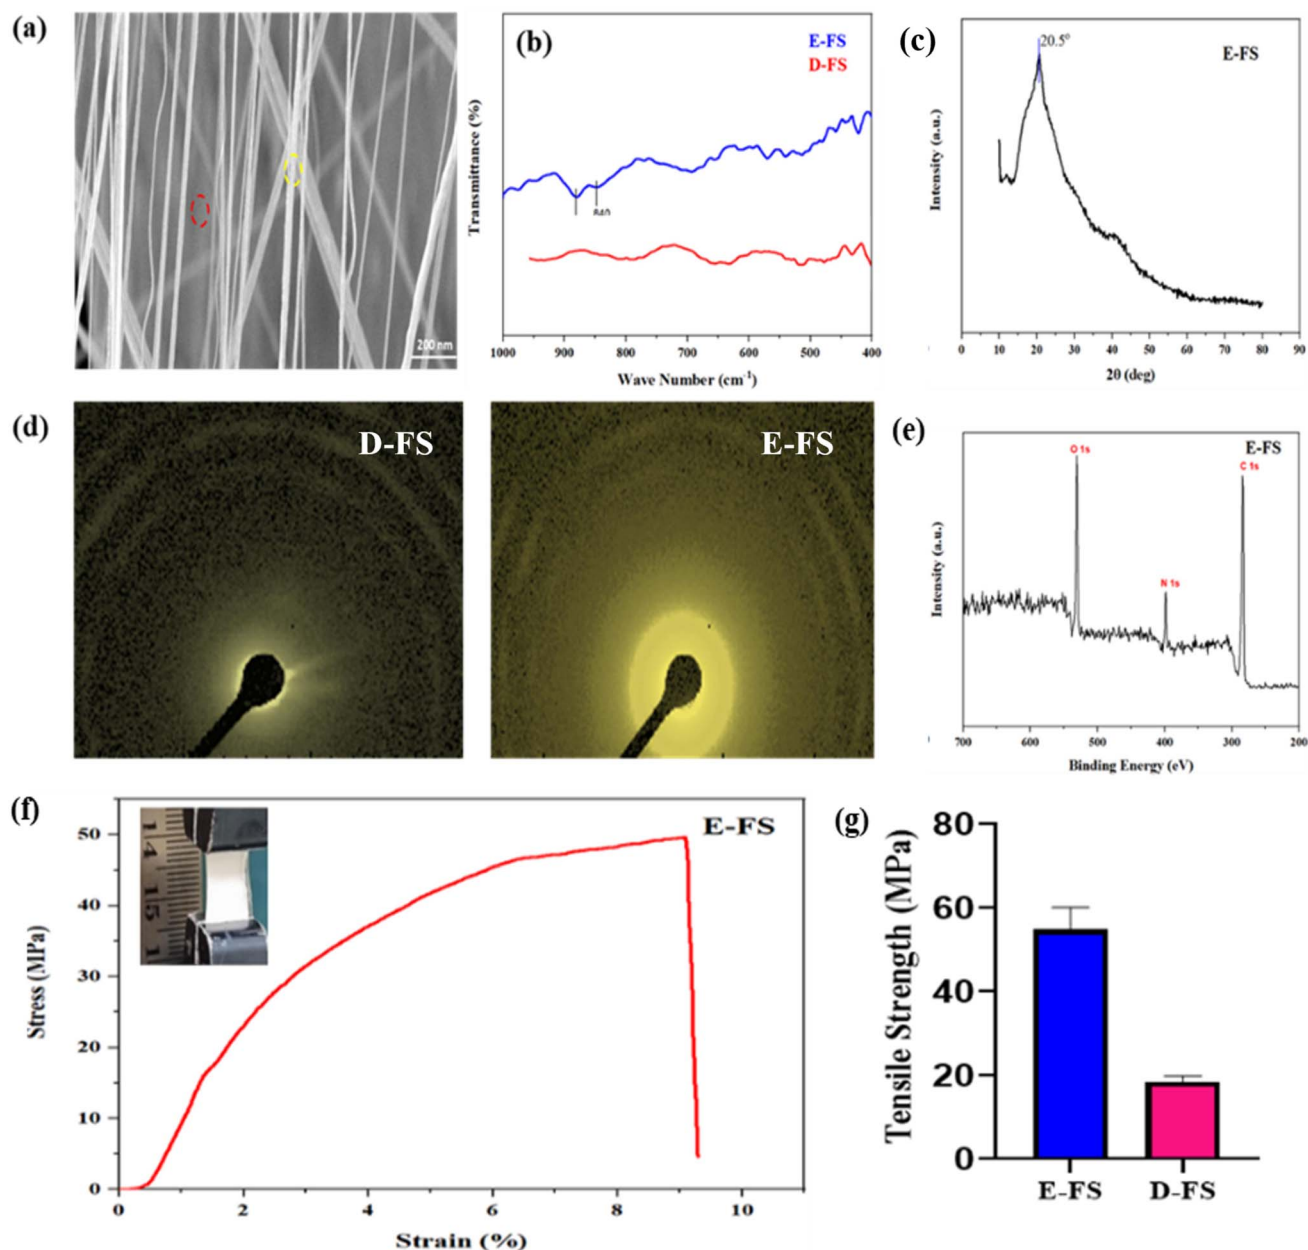 (a)
200 nm
(b)
E-FS
D-FS
Transmittance (%)
840
1000 900 800 700 600 500 400
Wave Number (cm⁻¹)
(c)
20.5°
E-FS
Intensity (a.u.)
0 10 20 30 40 50 60 70 80 90
2θ (deg)
(d)
D-FS
E-FS
(e)
E-FS
O 1s
C 1s
N 1s
Intensity (a.u.)
700 600 500 400 300 200
Binding Energy (eV)
(f)
E-FS
14
15
Stress (MPa)
50
40
30
20
10
0
0 2 4 6 8 10
Strain (%)
(g)
Tensile Strength (MPa)
80
60
40
20
0
E-FS D-FS